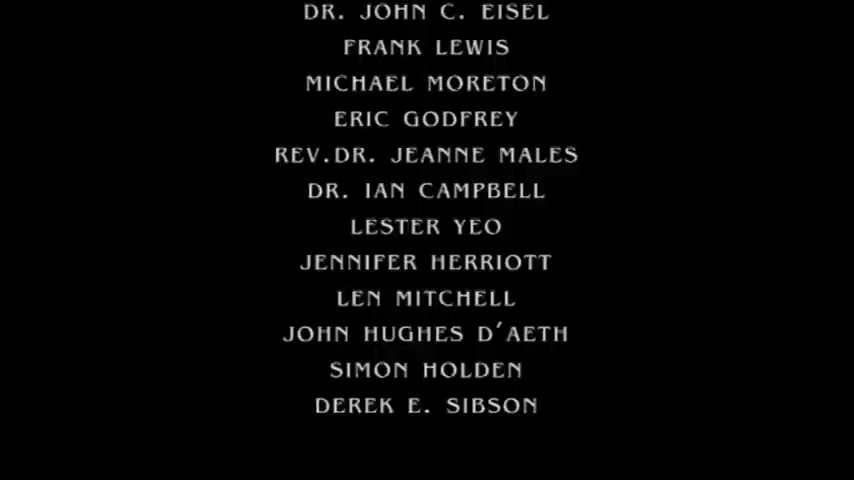 DR. JOHN C. EISEL
FRANK LEWIS
MICHAEL MORETON
ERIC GODFREY
REV.DR. JEANNE MALES
DR. IAN CAMPBELL
LESTER YEO
JENNIFER HERRIOTT
LEN MITCHELL
JOHN HUGHES D'AETH
SIMON HOLDEN
DEREK E. SIBSON